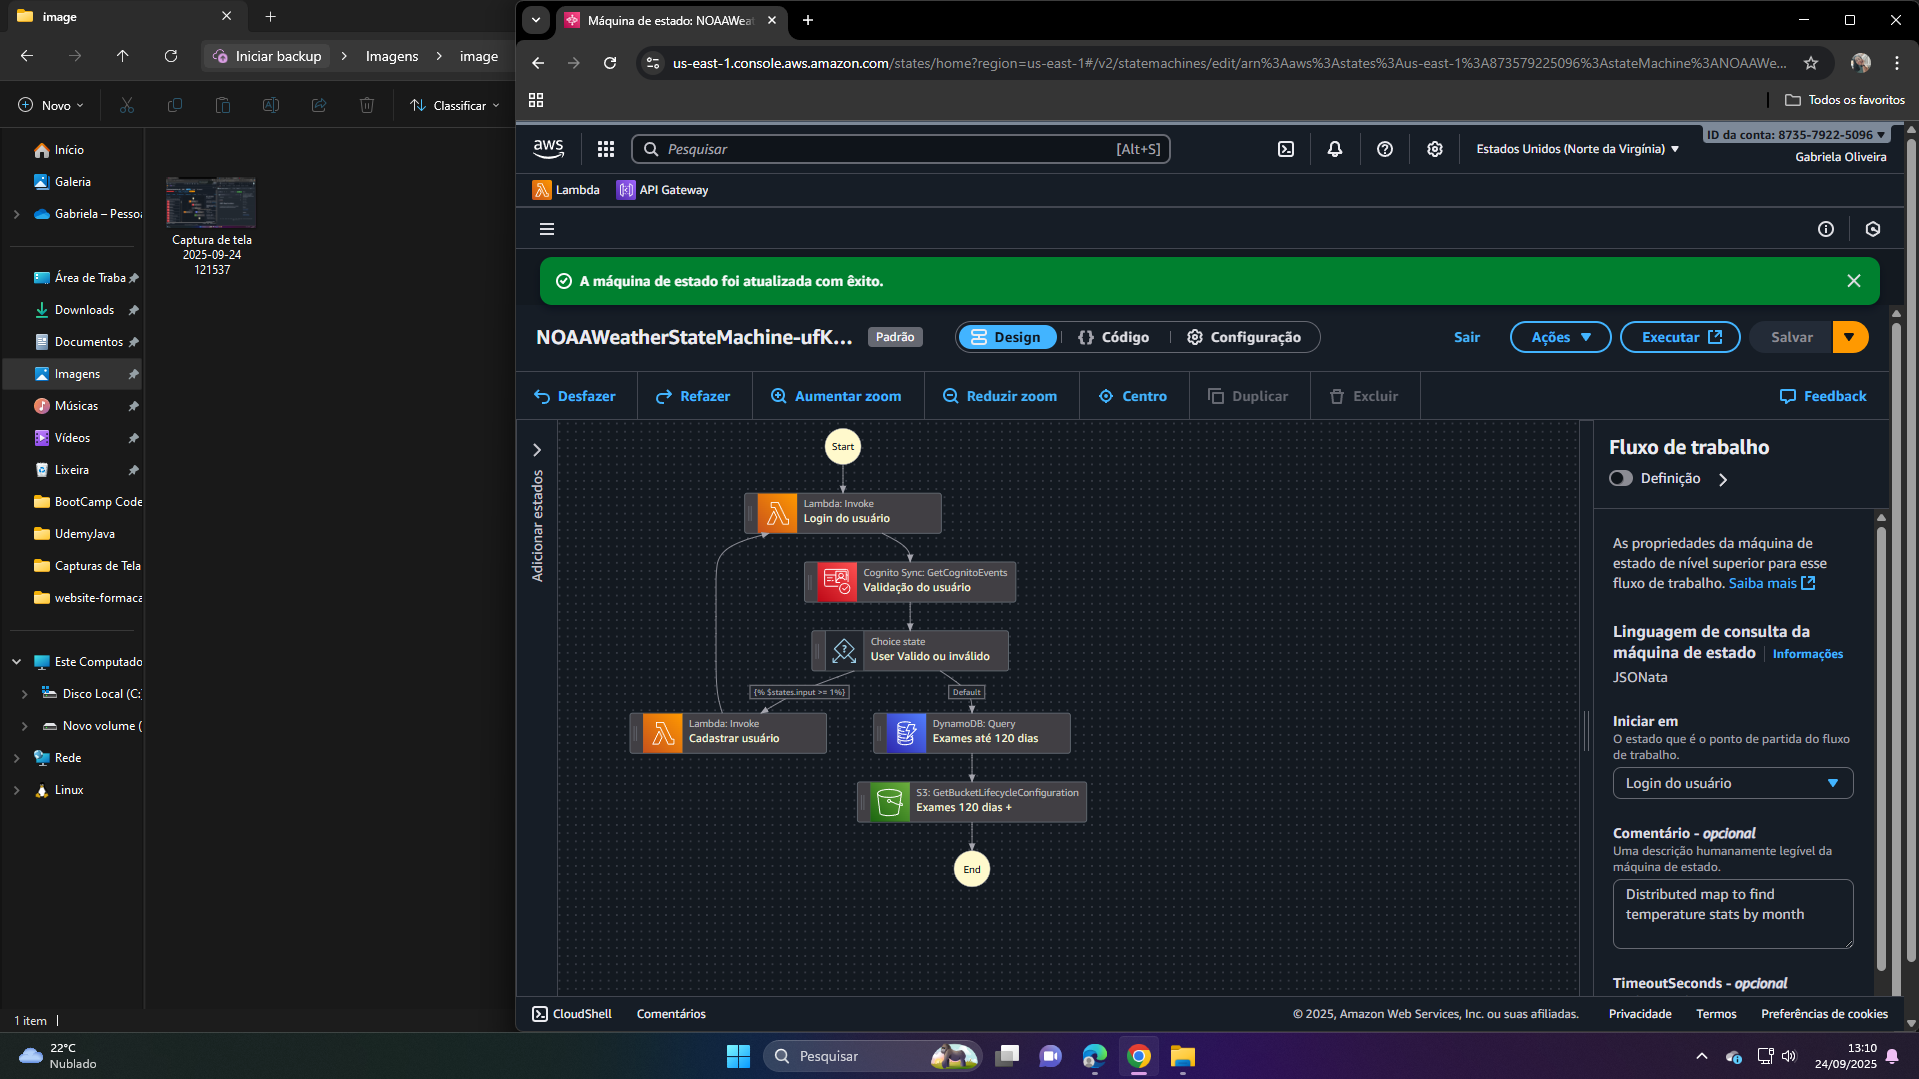 image
Iniciar backup
Imagens
image
Novo
Classificar
Início
Galeria
Gabriela – Pessoa
Área de Traba
Downloads
Documentos
Imagens
Músicas
Vídeos
Lixeira
BootCamp Code
UdemyJava
Capturas de Tela
website-formaca
Este Computado
Disco Local (C:
Novo volume (
Rede
Linux
Captura de tela
2025-09-24
121537
1 item
Máquina de estado: NOAAWeat
us-east-1.console.aws.amazon.com/states/home?region=us-east-1#/v2/statemachines/edit/arn%3Aaws%3Astates%3Aus-east-1%3A873579225096%3AstateMachine%3ANOAAWe...
Todos os favoritos
aws
Pesquisar
[Alt+S]
Estados Unidos (Norte da Virgínia)
ID da conta: 8735-7922-5096
Gabriela Oliveira
Lambda
API Gateway
A máquina de estado foi atualizada com êxito.
NOAAWeatherStateMachine-ufK...
Padrão
Design
Código
Configuração
Sair
Ações
Executar
Salvar
Desfazer
Refazer
Aumentar zoom
Reduzir zoom
Centro
Duplicar
Excluir
Feedback
Adicionar estados
Start
Lambda: Invoke
Login do usuário
Cognito Sync: GetCognitoEvents
Validação do usuário
Choice state
User Valido ou inválido
{% $states.input >= 1%}
Default
Lambda: Invoke
Cadastrar usuário
DynamoDB: Query
Exames até 120 dias
S3: GetBucketLifecycleConfiguration
Exames 120 dias +
End
Fluxo de trabalho
Definição
As propriedades da máquina de
estado de nível superior para esse
fluxo de trabalho. Saiba mais
Linguagem de consulta da
máquina de estado
Informações
JSONata
Iniciar em
O estado que é o ponto de partida do fluxo
de trabalho.
Login do usuário
Comentário - opcional
Uma descrição humanamente legível da
máquina de estado.
Distributed map to find
temperature stats by month
TimeoutSeconds - opcional
CloudShell
Comentários
© 2025, Amazon Web Services, Inc. ou suas afiliadas.
Privacidade
Termos
Preferências de cookies
22°C
Nublado
Pesquisar
13:10
24/09/2025